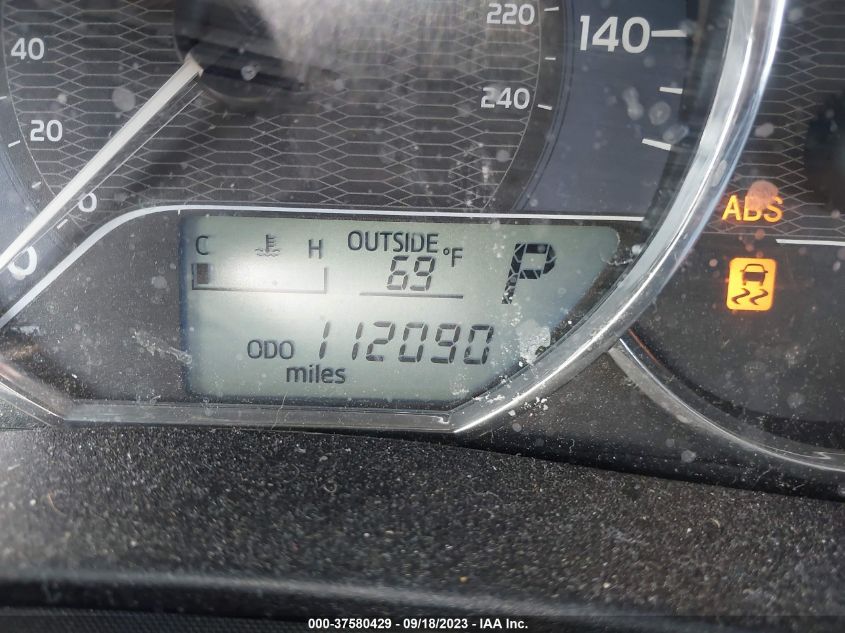 40
20
0
0
220
240
140
C H OUTSIDE
69 °F
P
ODO 112090
miles
ABS
000-37580429 - 09/18/2023 - IAA Inc.